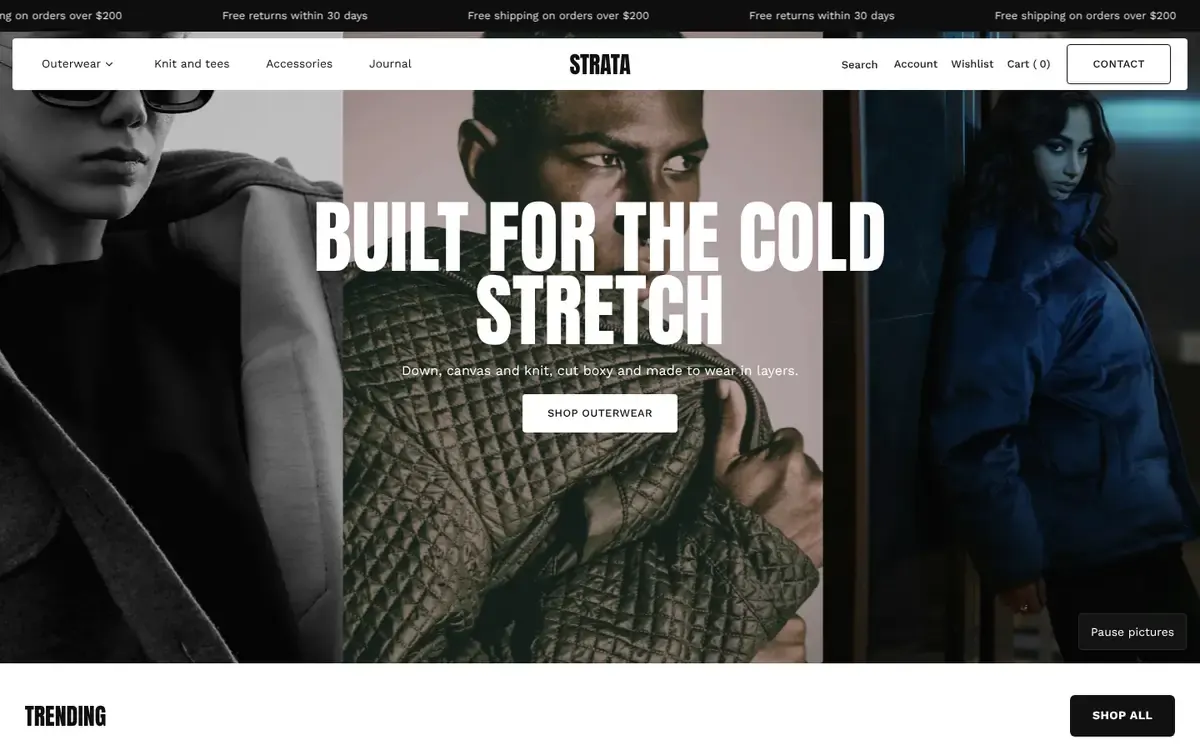 ng on orders over $200 Free returns within 30 days Free shipping on orders over $200 Free returns within 30 days Free shipping on orders over $200
Outerwear Knit and tees Accessories Journal STRATA Search Account Wishlist Cart ( 0) CONTACT
BUILT FOR THE COLD
STRETCH
Down, canvas and knit, cut boxy and made to wear in layers.
SHOP OUTERWEAR
Pause pictures
TRENDING SHOP ALL